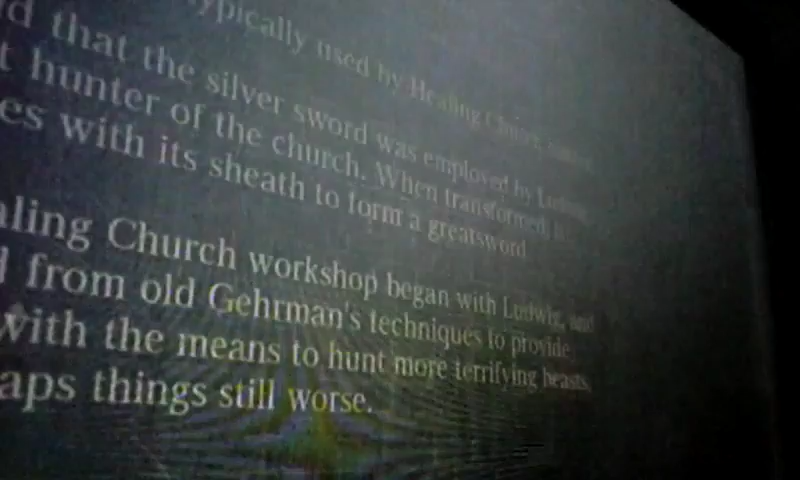 ypically used by Healing Church
d that the silver sword was employed by Ludwig,
t hunter of the church. When transformed, it
es with its sheath to form a greatsword.
aling Church workshop began with Ludwig, and
d from old Gehrman's techniques to provide
with the means to hunt more terrifying beasts,
aps things still worse.